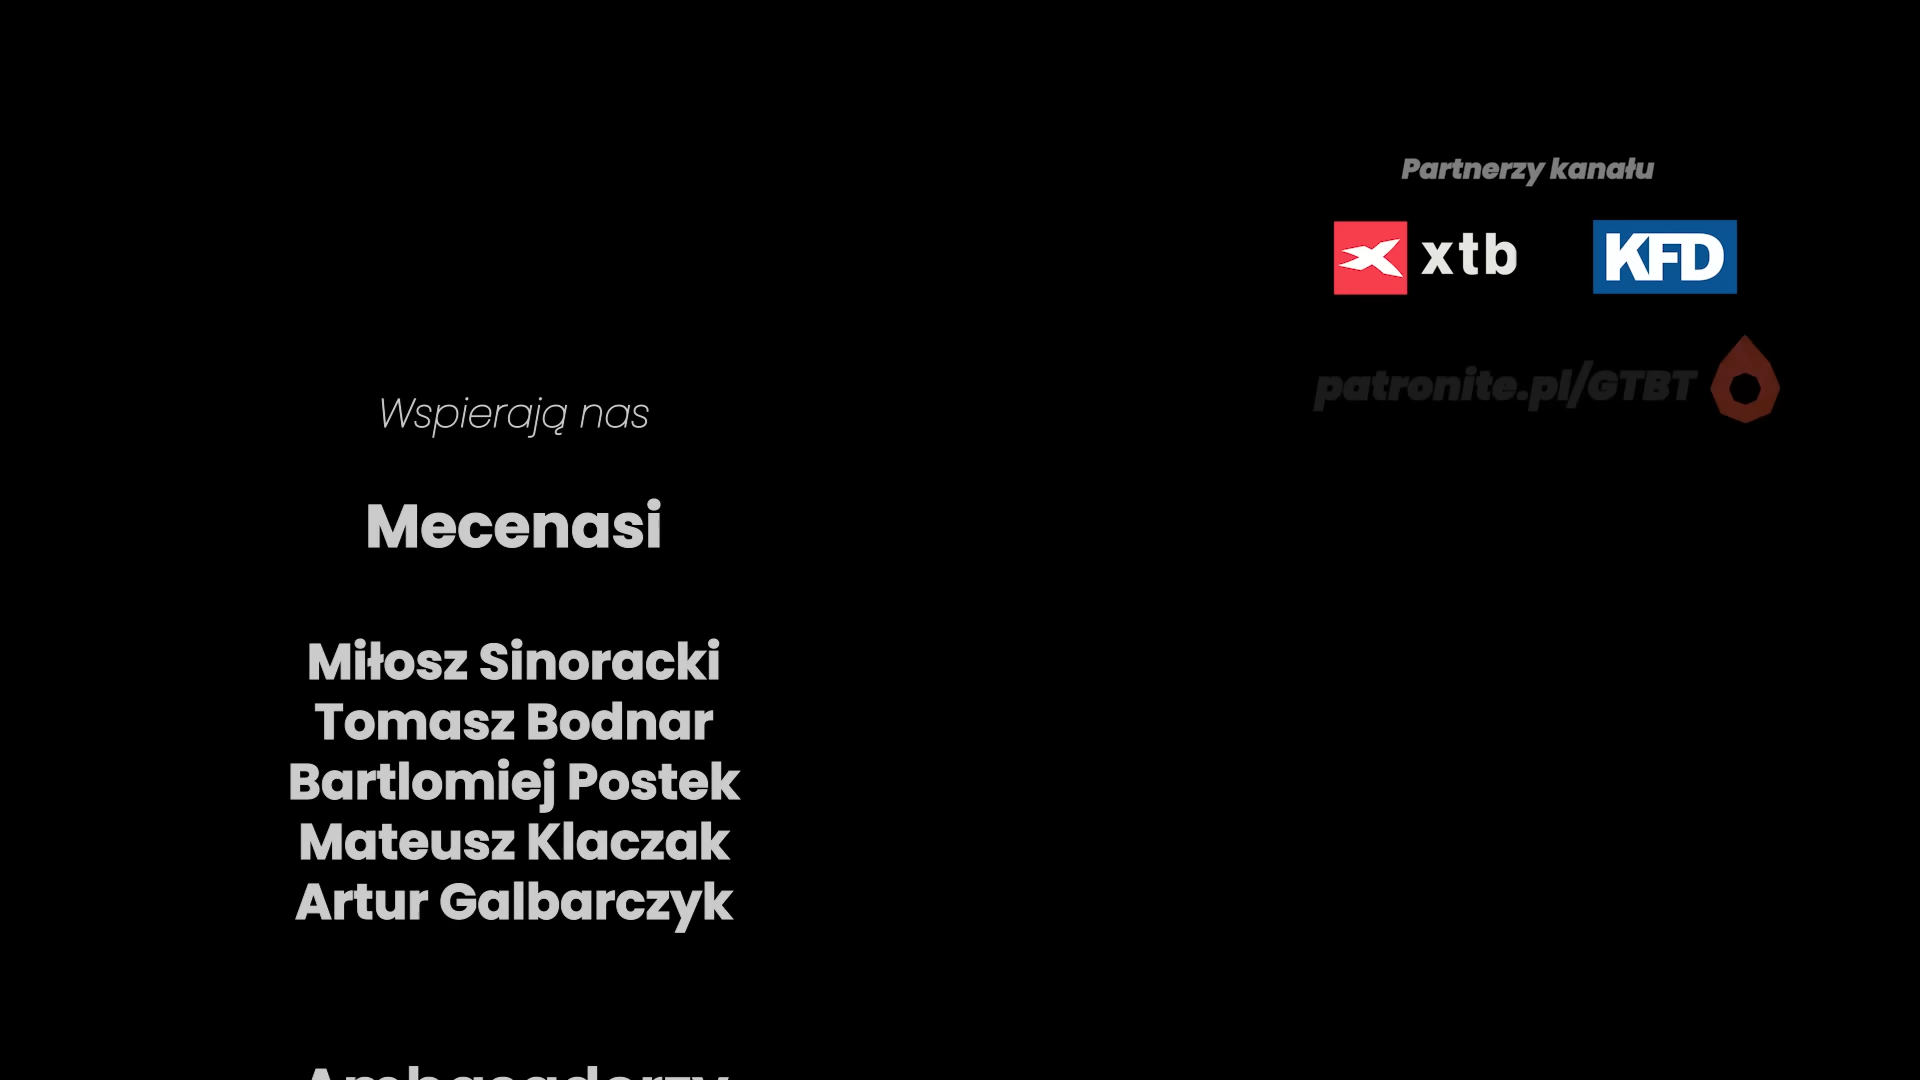 Partnerzy kanału
xtb
KFD
patronite.pl/GTBT
Wspierają nas
Mecenasi
Miłosz Sinoracki
Tomasz Bodnar
Bartlomiej Postek
Mateusz Klaczak
Artur Galbarczyk
Ambasadorzy